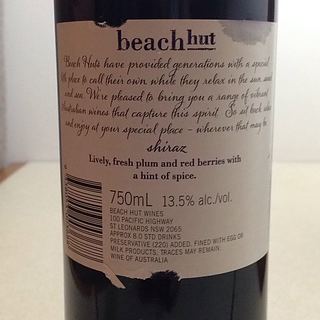 beach hut
Beach Huts have provided generations with a special
place to call their own while they relax in the sun, sand
and sea. We're pleased to bring you a range of vibrant
Australian wines that capture this spirit. So sit back, relax
and enjoy at your special place - wherever that may be.
shiraz
Lively, fresh plum and red berries with
a hint of spice.
750mL 13.5% alc./vol.
BEACH HUT WINES
100 PACIFIC HIGHWAY
ST LEONARDS NSW 2065
APPROX 8.0 STD DRINKS
PRESERVATIVE (220) ADDED. FINED WITH EGG OR
MILK PRODUCTS. TRACES MAY REMAIN.
WINE OF AUSTRALIA